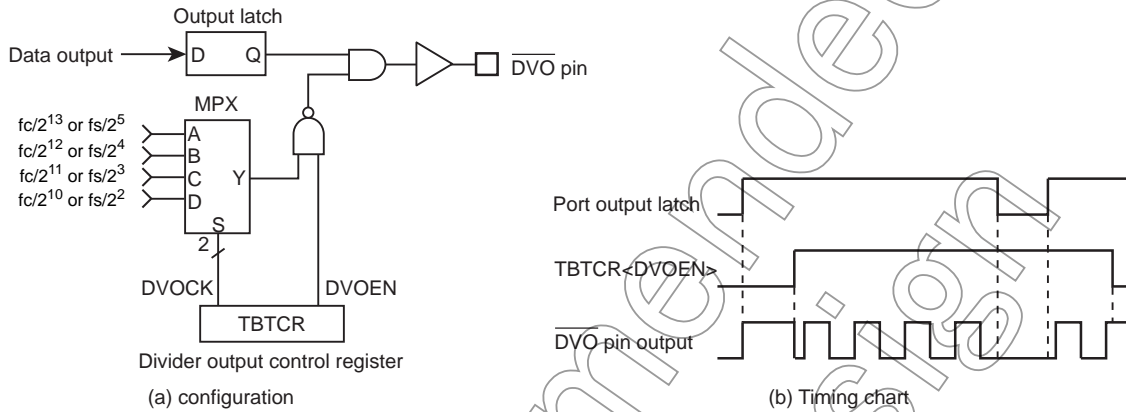 Output latch
Data output
D
Q
DVO pin
MPX
fc/2^13 or fs/2^5
fc/2^12 or fs/2^4
fc/2^11 or fs/2^3
fc/2^10 or fs/2^2
A
B
C
D
Y
S
2
DVOCK
DVOEN
TBTCR
Divider output control register
(a) configuration
Port output latch
TBTCR<DVOEN>
DVO pin output
(b) Timing chart